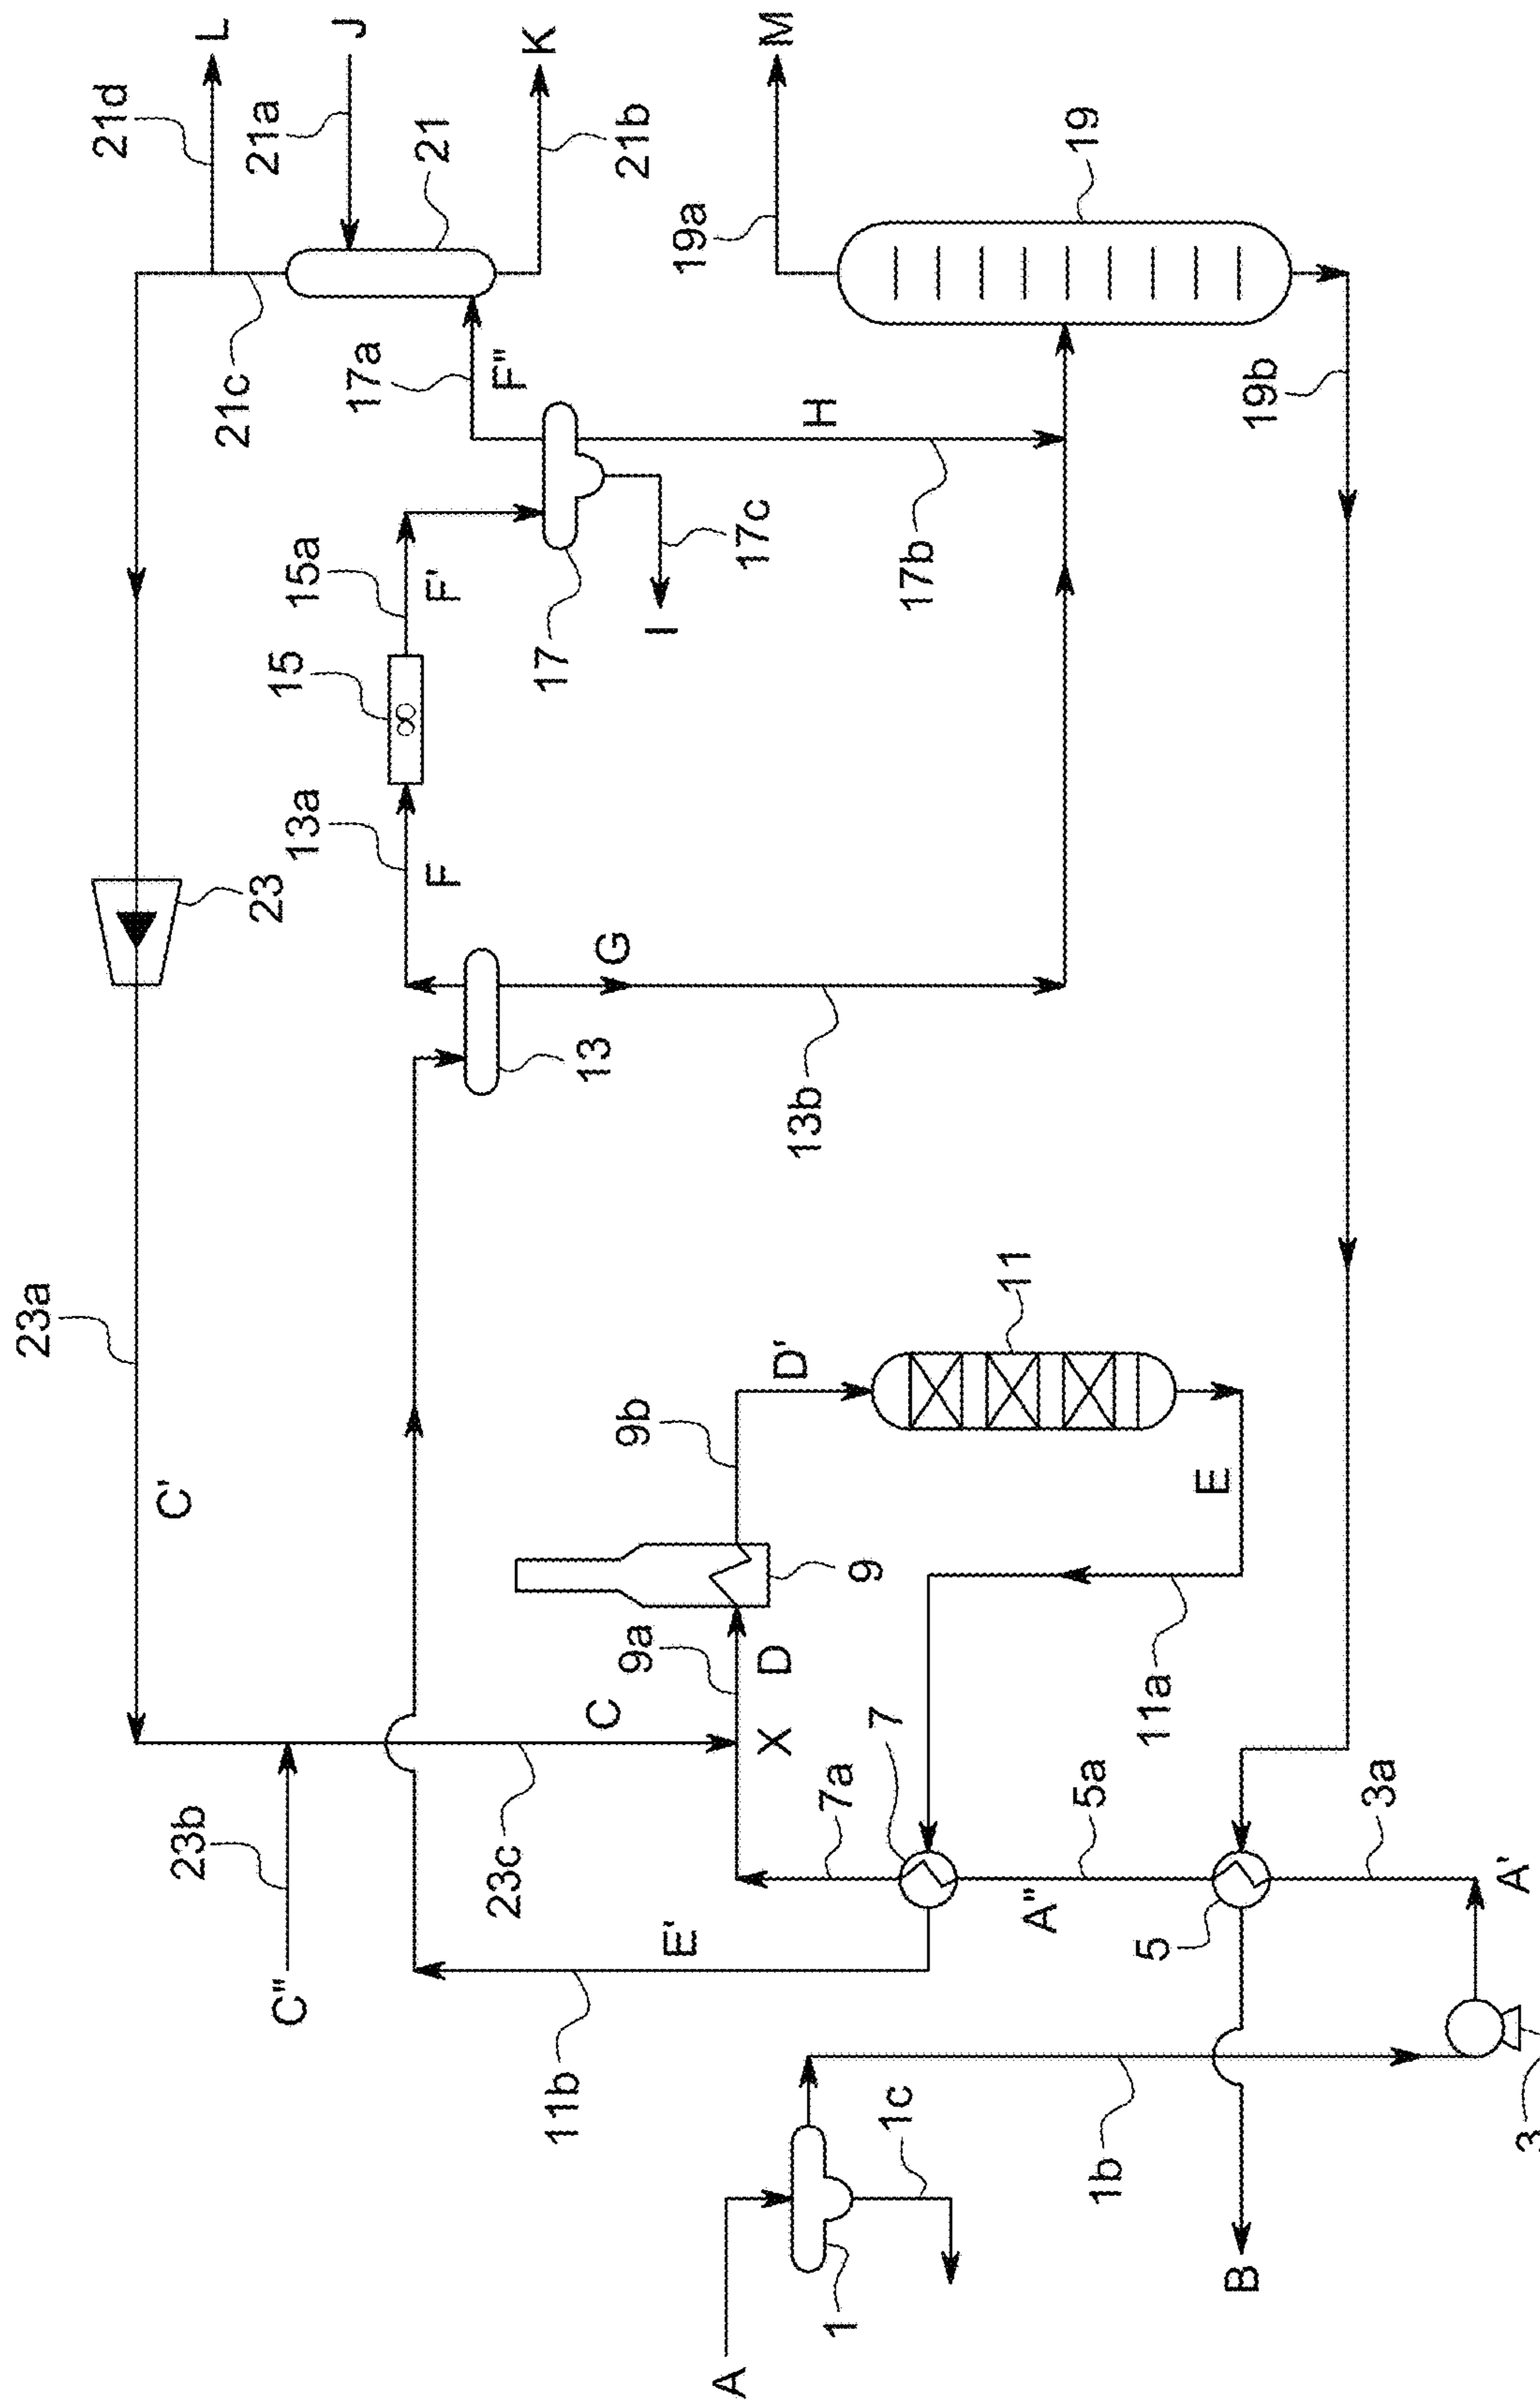 A
1
1c
1b
3
A'
3a
5
B
A"
5a
7
7a
X
D
9a
9
9b
D'
11
E
11a
E'
11b
C"
23b
23c
C
C'
23a
23
13
13a
F
G
13b
15
15a
F'
17
I
17c
17b
H
17a
F"
21c
21
21a
J
21d
L
K
21b
19a
M
19
19b